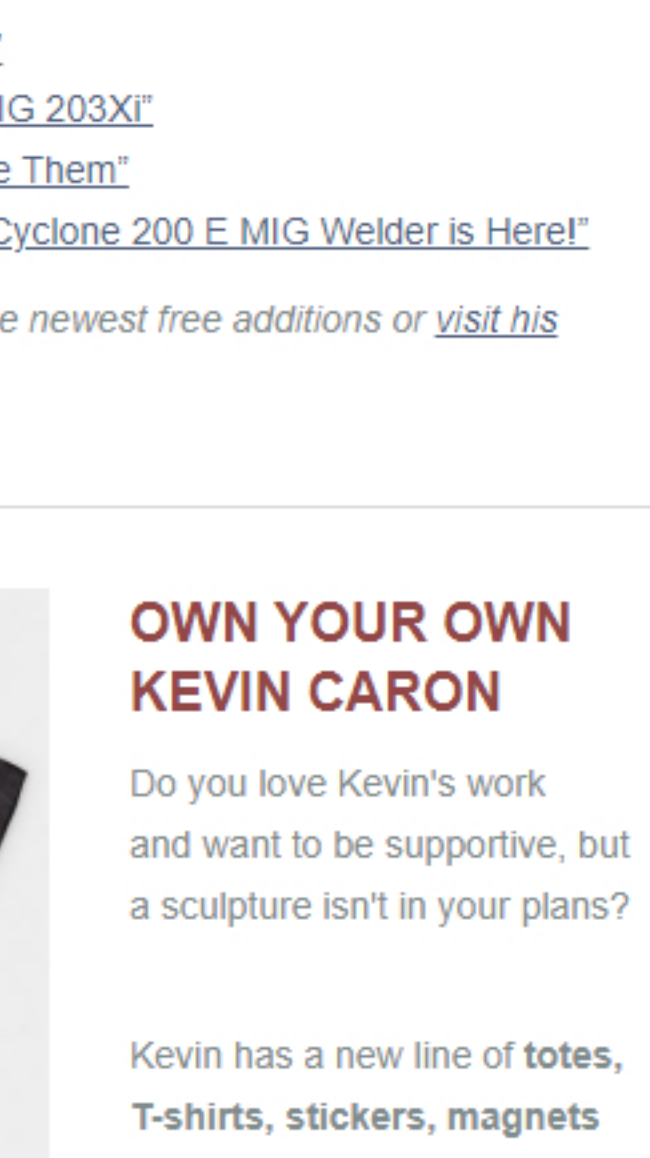 ”
IG 203Xi”
e Them”
Cyclone 200 E MIG Welder is Here!”
e newest free additions or visit his
OWN YOUR OWN
KEVIN CARON
Do you love Kevin's work
and want to be supportive, but
a sculpture isn't in your plans?
Kevin has a new line of totes,
T-shirts, stickers, magnets